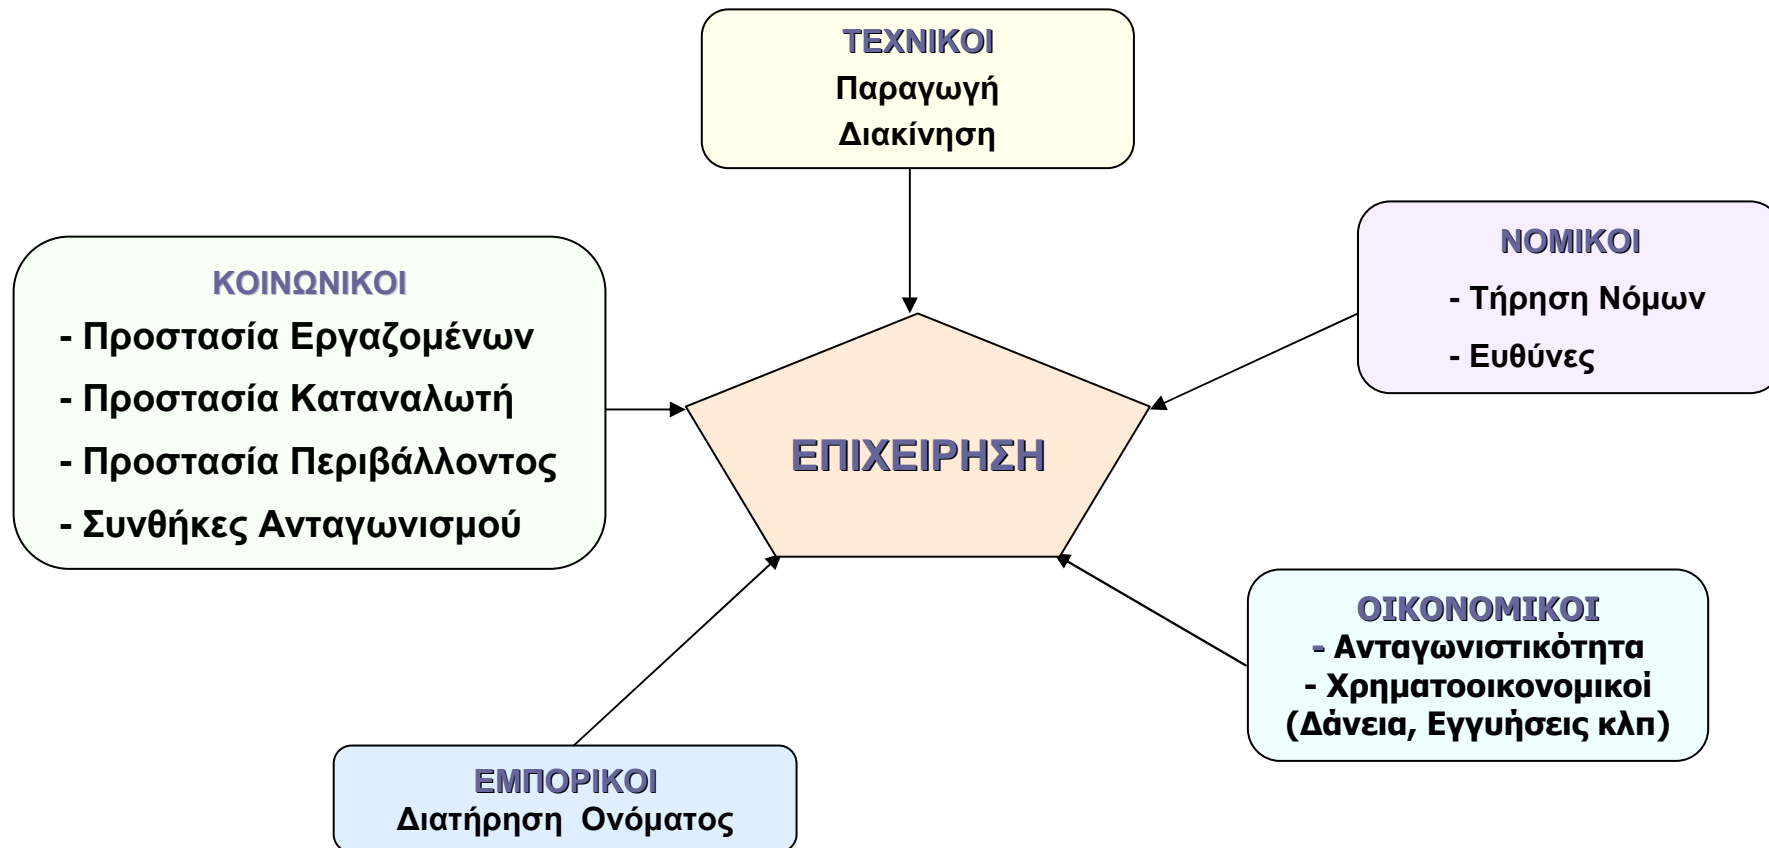 ΤΕΧΝΙΚΟΙ
Παραγωγή
Διακίνηση
ΝΟΜΙΚΟΙ
- Τήρηση Νόμων
- Ευθύνες
ΚΟΙΝΩΝΙΚΟΙ
- Προστασία Εργαζομένων
- Προστασία Καταναλωτή
- Προστασία Περιβάλλοντος
- Συνθήκες Ανταγωνισμού
ΕΠΙΧΕΙΡΗΣΗ
ΟΙΚΟΝΟΜΙΚΟΙ
- Ανταγωνιστικότητα
- Χρηματοοικονομικοί
(Δάνεια, Εγγυήσεις κλπ)
ΕΜΠΟΡΙΚΟΙ
Διατήρηση Ονόματος